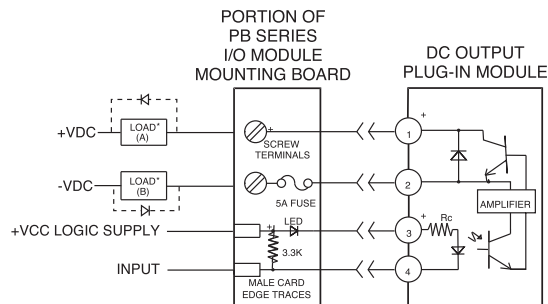 PORTION OF
PB SERIES
I/O MODULE
MOUNTING BOARD
DC OUTPUT
PLUG-IN MODULE
+VDC
LOAD*
(A)
+
SCREW
TERMINALS
1
+
-VDC
LOAD*
(B)
5A FUSE
2
AMPLIFIER
+VCC LOGIC SUPPLY
+
LED
3.3K
3
+
Rc
INPUT
4
MALE CARD
EDGE TRACES